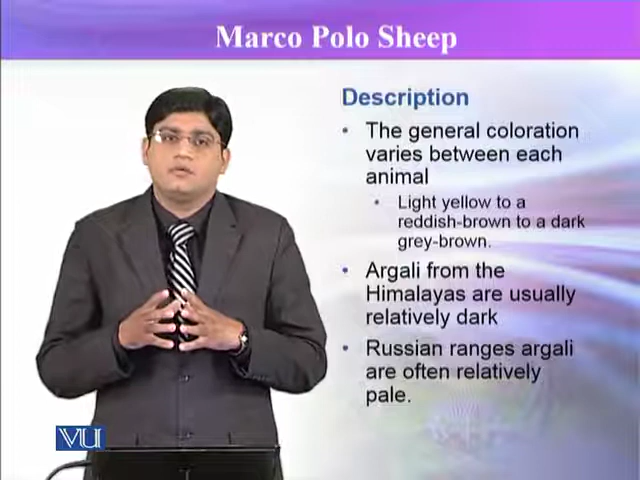 Marco Polo Sheep
Description
• The general coloration
varies between each
animal
• Light yellow to a
reddish-brown to a dark
grey-brown.
• Argali from the
Himalayas are usually
relatively dark
• Russian ranges argali
are often relatively
pale.
VU